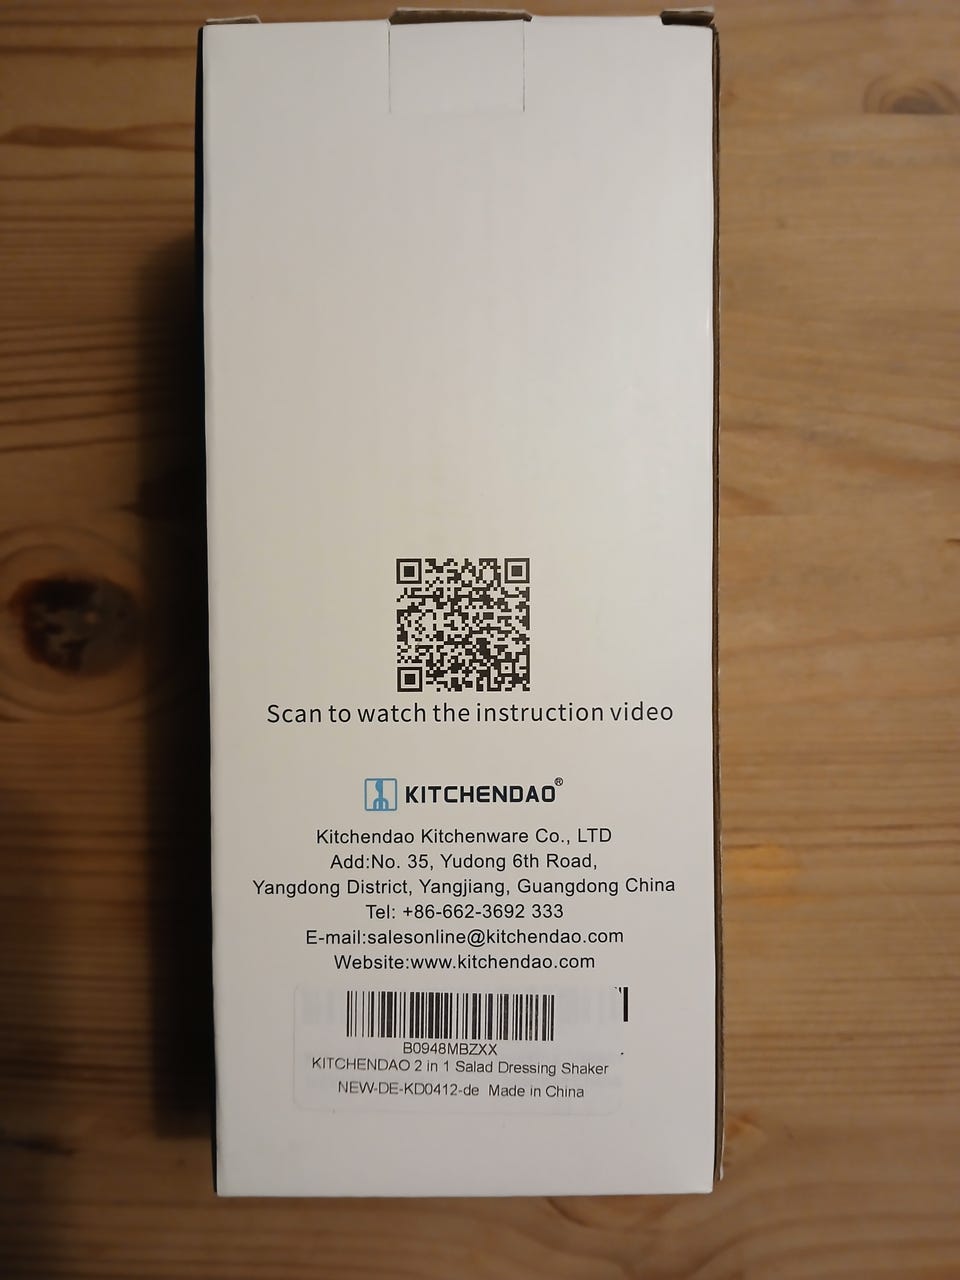 Scan to watch the instruction video
KITCHENDAO®
Kitchendao Kitchenware Co., LTD
Add:No. 35, Yudong 6th Road,
Yangdong District, Yangjiang, Guangdong China
Tel: +86-662-3692 333
E-mail:salesonline@kitchendao.com
Website:www.kitchendao.com
B0948MBZXX
KITCHENDAO 2 in 1 Salad Dressing Shaker
NEW-DE-KD0412-de Made in China